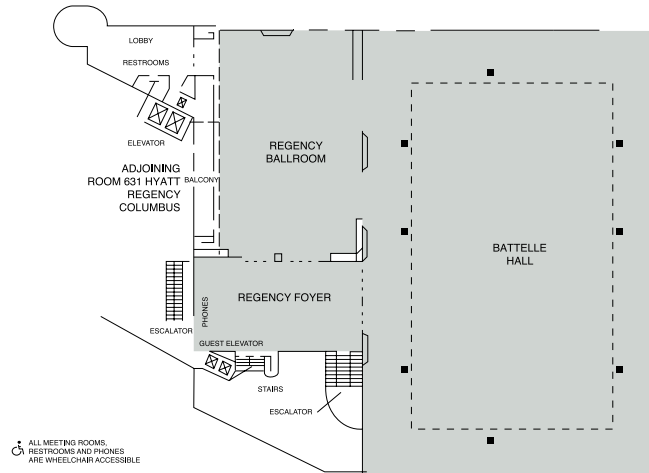 LOBBY
RESTROOMS
ELEVATOR
ADJOINING
ROOM 631 HYATT
REGENCY
COLUMBUS
BALCONY
REGENCY
BALLROOM
BATTELLE
HALL
REGENCY FOYER
PHONES
ESCALATOR
GUEST ELEVATOR
STAIRS
ESCALATOR
ALL MEETING ROOMS,
RESTROOMS AND PHONES
ARE WHEELCHAIR ACCESSIBLE